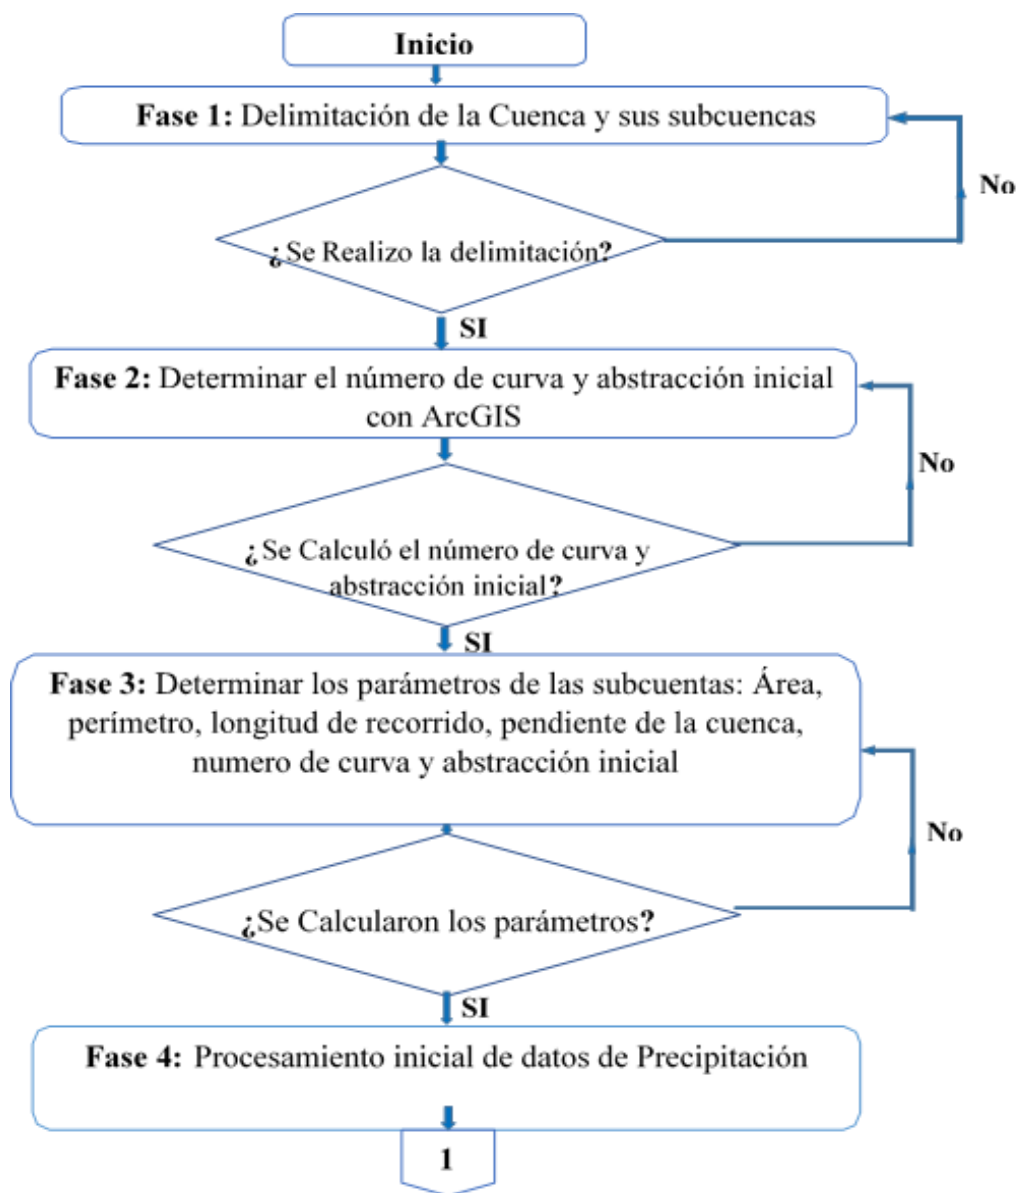 Inicio
Fase 1: Delimitación de la Cuenca y sus subcuencas
No
¿Se Realizo la delimitación?
SI
Fase 2: Determinar el número de curva y abstracción inicial
con ArcGIS
No
¿Se Calculó el número de curva y
abstracción inicial?
SI
Fase 3: Determinar los parámetros de las subcuentas: Área,
perímetro, longitud de recorrido, pendiente de la cuenca,
numero de curva y abstracción inicial
No
¿Se Calcularon los parámetros?
SI
Fase 4: Procesamiento inicial de datos de Precipitación
1